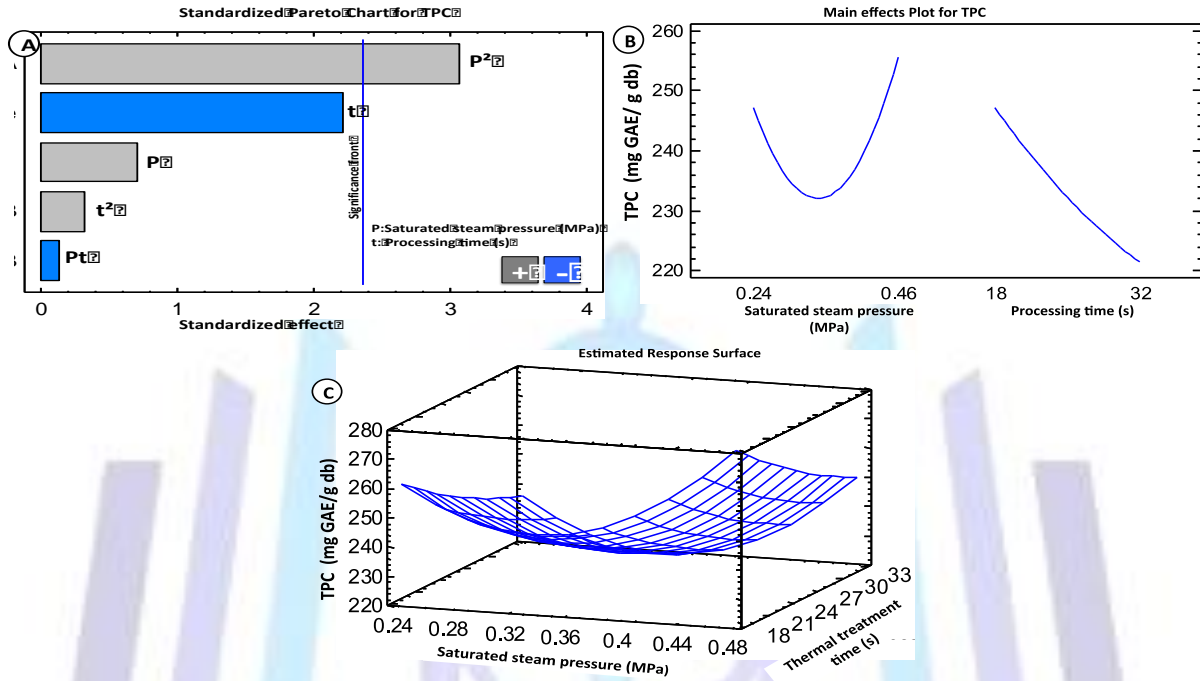 Standardized Pareto Chart for TPC
A
P²
t
P
t²
Pt
Significance front
P:Saturated steam pressure (MPa)
t: Processing time (s)
+ -
0 1 2 3 4
Standardized effect
Main effects Plot for TPC
B
260
250
240
230
220
TPC (mg GAE/ g db)
0.24 0.46 18 32
Saturated steam pressure (MPa)
Processing time (s)
Estimated Response Surface
C
280
270
260
250
240
230
220
TPC (mg GAE/g db)
0.24 0.28 0.32 0.36 0.4 0.44 0.48
Saturated steam pressure (MPa)
18 21 24 27 30 33
Thermal treatment
time (s)